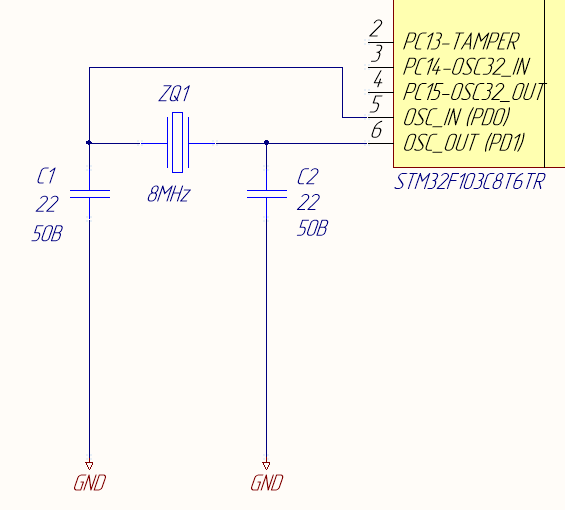 2
PC13-TAMPER
3
PC14-OSC32_IN
4
PC15-OSC32_OUT
5
OSC_IN (PD0)
6
OSC_OUT (PD1)
STM32F103C8T6TR
ZQ1
8MHz
C1
22
50В
C2
22
50В
GND
GND